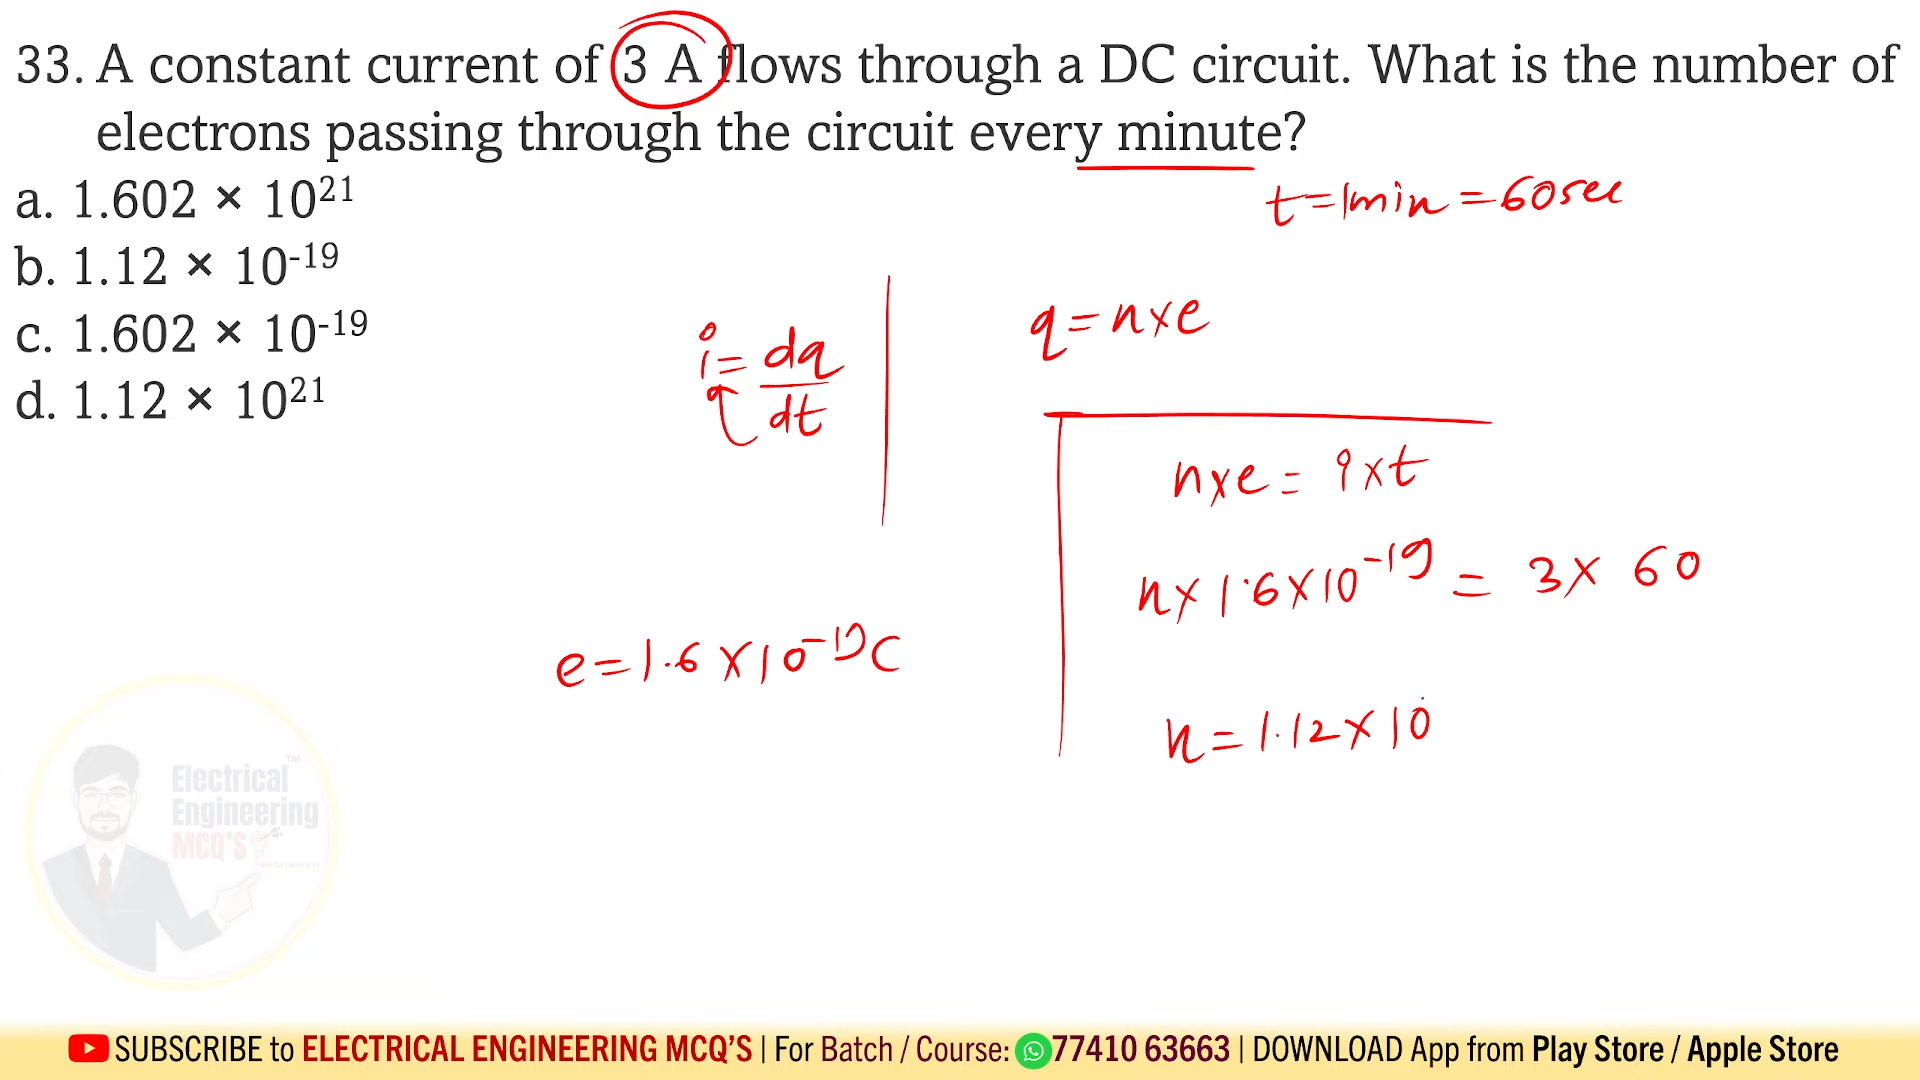 33. A constant current of 3 A flows through a DC circuit. What is the number of
electrons passing through the circuit every minute?
a. 1.602 × 10²¹
b. 1.12 × 10⁻¹⁹
c. 1.602 × 10⁻¹⁹
d. 1.12 × 10²¹
t=1min=60sec
i=dq/dt
q=n×e
n×e=i×t
n×1.6×10⁻¹⁹=3×60
e=1.6×10⁻¹⁹C
n=1.12×10
Electrical
Engineering
MCQ'S
TM
SUBSCRIBE to ELECTRICAL ENGINEERING MCQ'S | For Batch / Course: 77410 63663 | DOWNLOAD App from Play Store / Apple Store